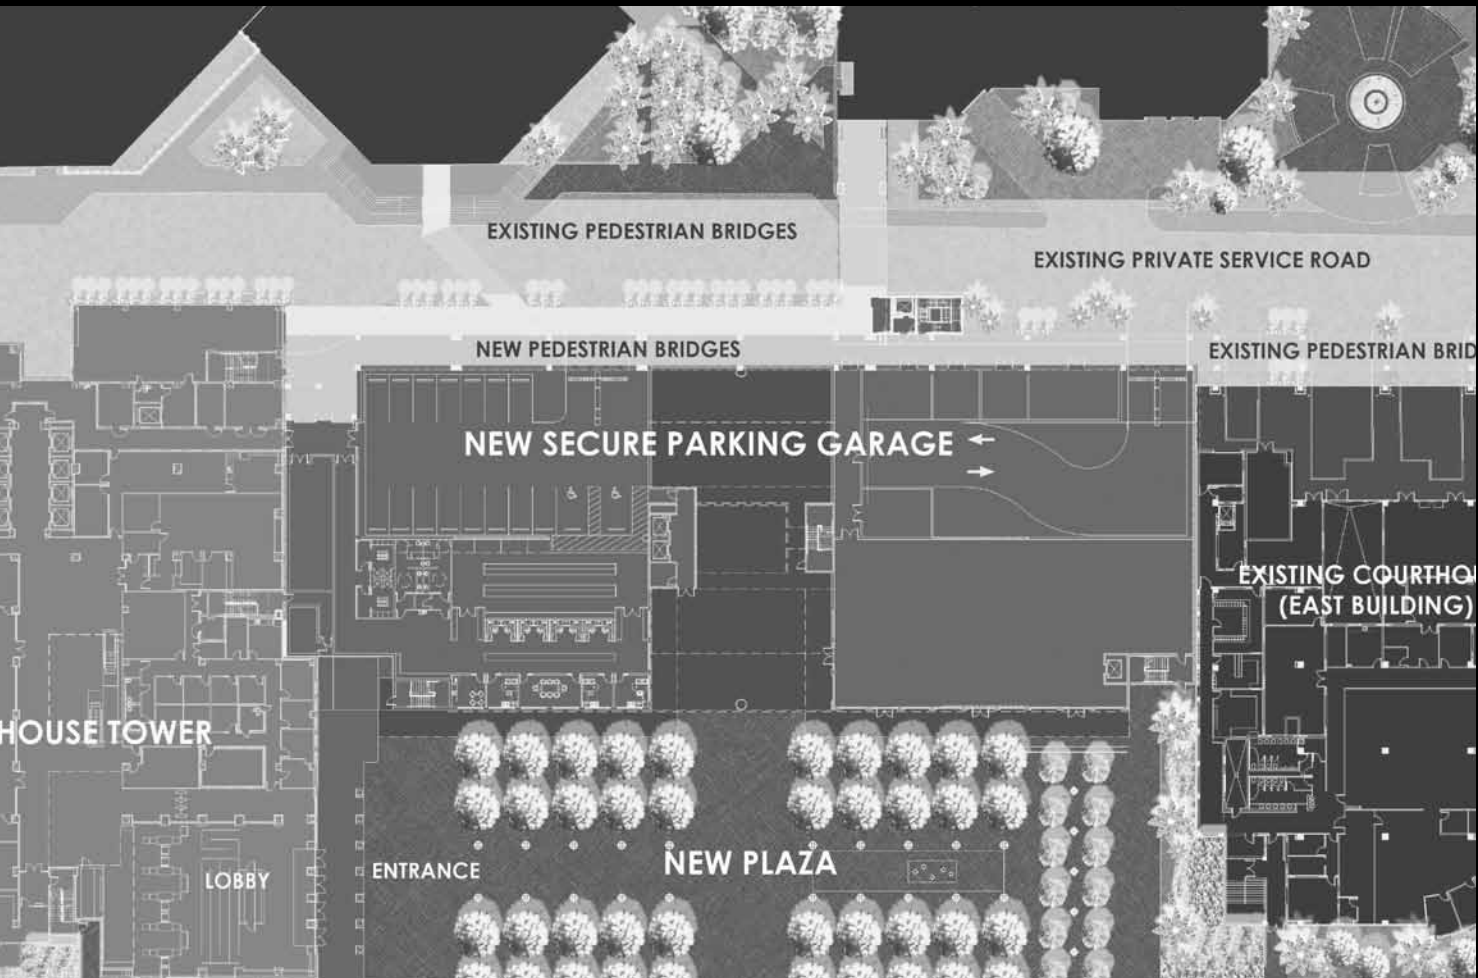 EXISTING PEDESTRIAN BRIDGES
EXISTING PRIVATE SERVICE ROAD
NEW PEDESTRIAN BRIDGES
EXISTING PEDESTRIAN BRID
NEW SECURE PARKING GARAGE
EXISTING COURTHO
(EAST BUILDING)
HOUSE TOWER
NEW PLAZA
ENTRANCE
LOBBY